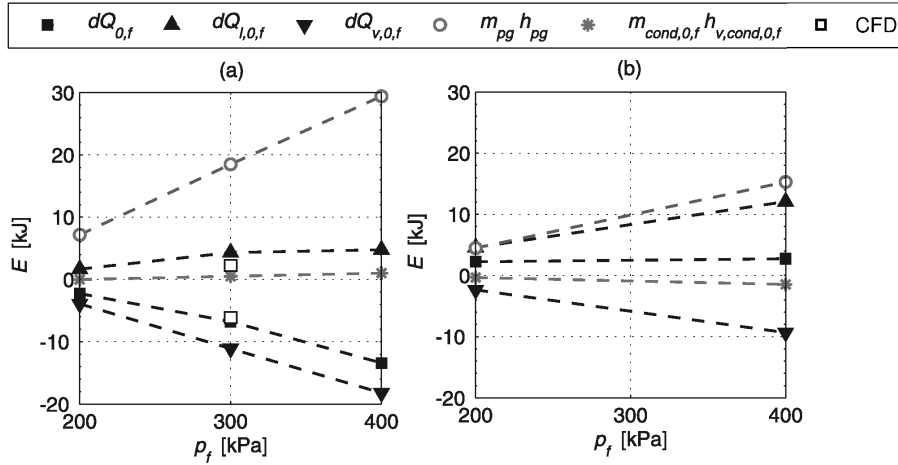 dQ0,f dQl,0,f dQv,0,f mpg hpg mcond,0,f hv,cond,0,f CFD
(a) (b)
30 30
20 20
10 10
0 0
-10 -10
-20 -20
E [kJ] E [kJ]
200 300 400 200 300 400
pf [kPa] pf [kPa]